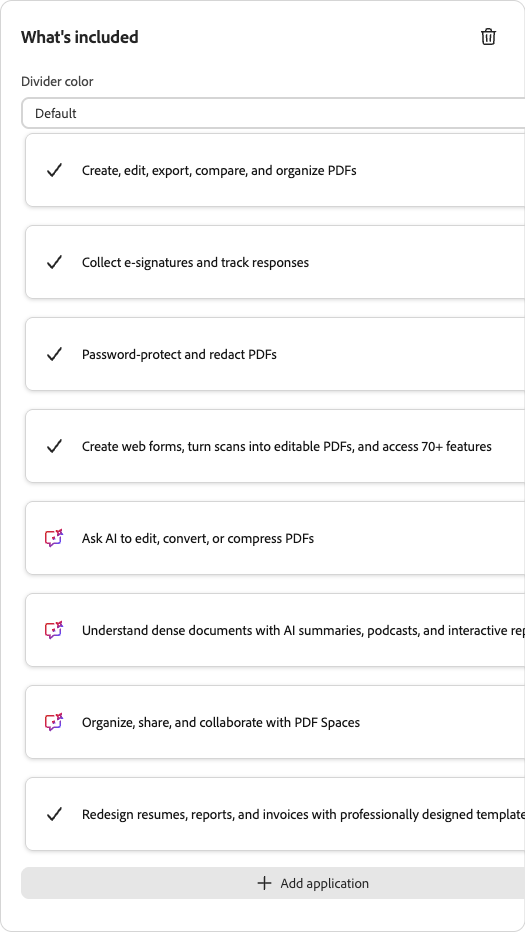 What's included
Divider color
Default
Create, edit, export, compare, and organize PDFs
Collect e-signatures and track responses
Password-protect and redact PDFs
Create web forms, turn scans into editable PDFs, and access 70+ features
Ask AI to edit, convert, or compress PDFs
Understand dense documents with AI summaries, podcasts, and interactive
Organize, share, and collaborate with PDF Spaces
Redesign resumes, reports, and invoices with professionally designed
Add application